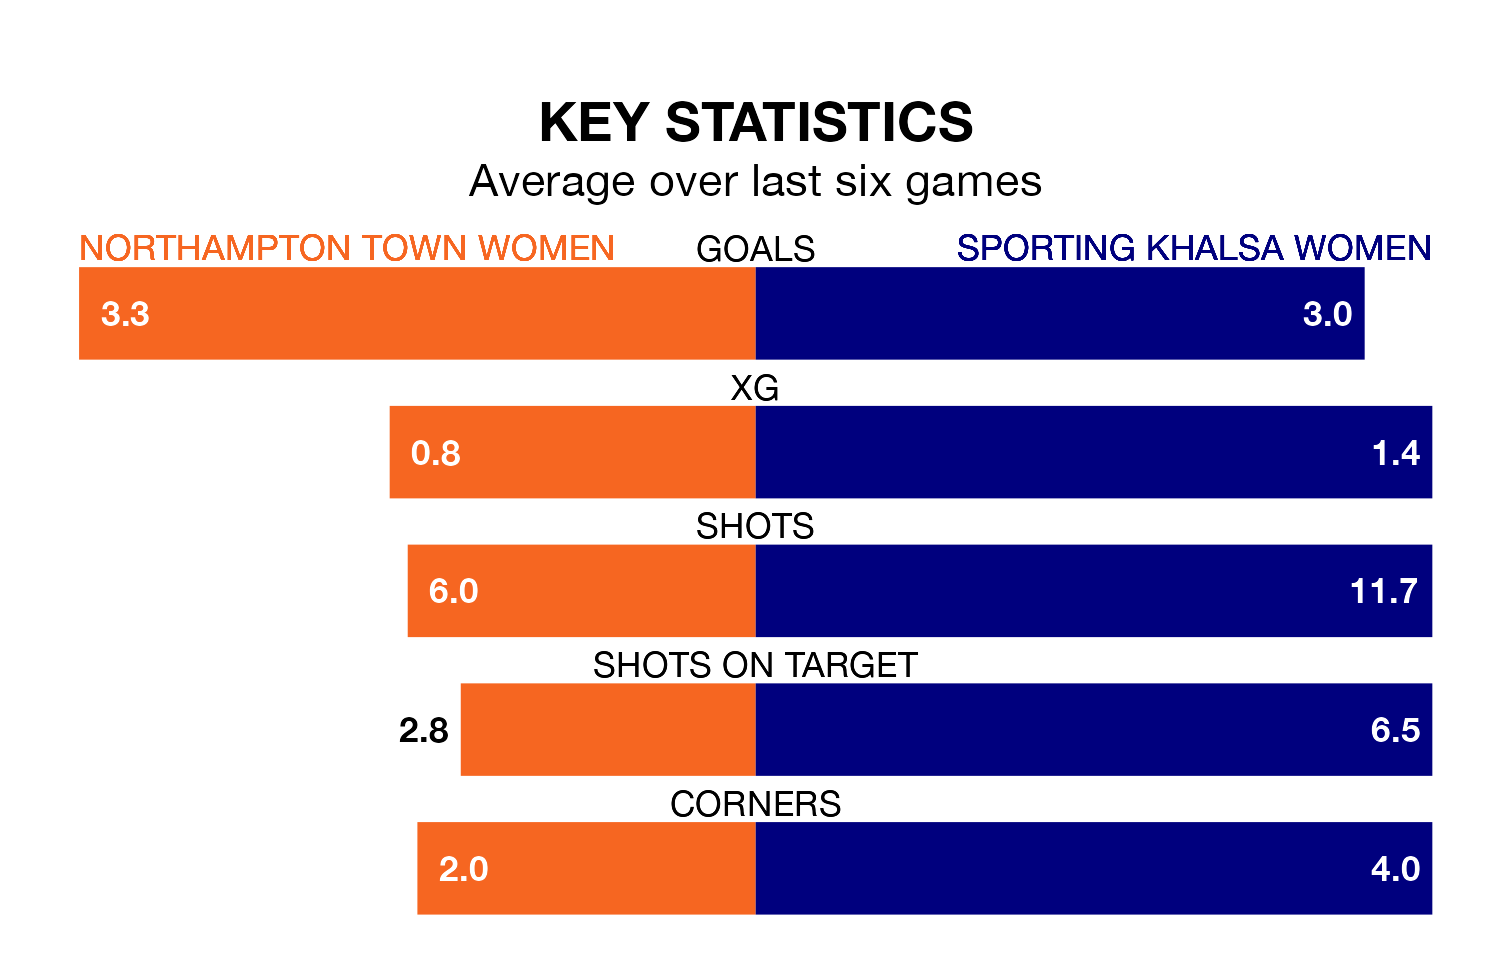 KEY STATISTICS
Average over last six games
NORTHAMPTON TOWN WOMEN GOALS SPORTING KHALSA WOMEN
3.3 3.0
XG
0.8 1.4
SHOTS
6.0 11.7
SHOTS ON TARGET
2.8 6.5
CORNERS
2.0 4.0